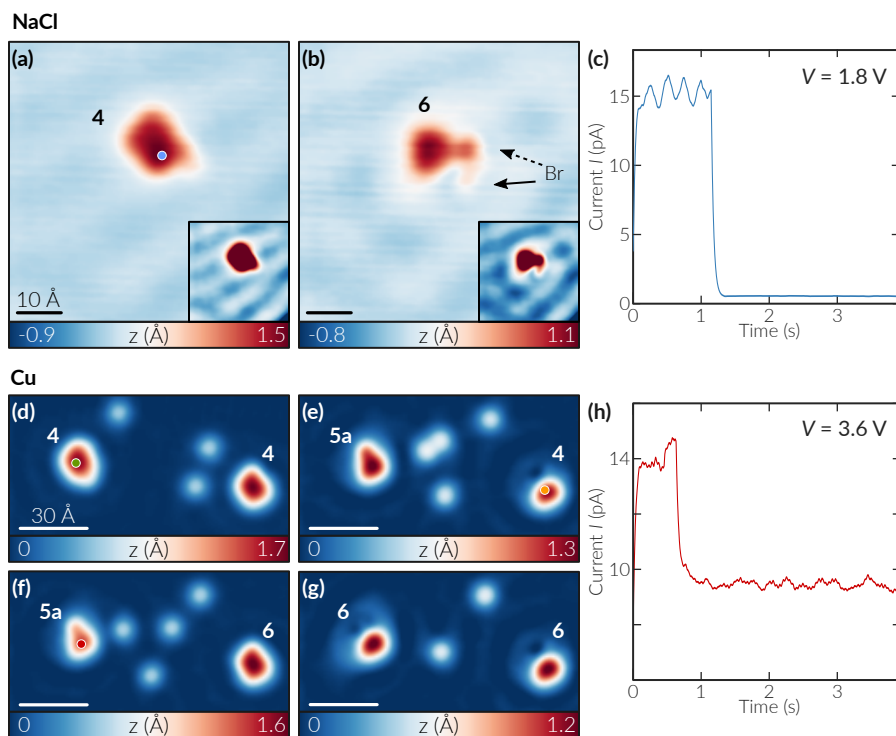 NaCl
(a)
4
10 Å
-0.9 z (Å) 1.5
(b)
6
Br
-0.8 z (Å) 1.1
(c)
V = 1.8 V
Current I (pA)
15
10
5
0
0 1 2 3
Time (s)
Cu
(d)
4
4
30 Å
0 z (Å) 1.7
(e)
5a
4
0 z (Å) 1.3
(f)
5a
6
0 z (Å) 1.6
(g)
6
6
0 z (Å) 1.2
(h)
V = 3.6 V
Current I (pA)
14
10
0 1 2 3
Time (s)